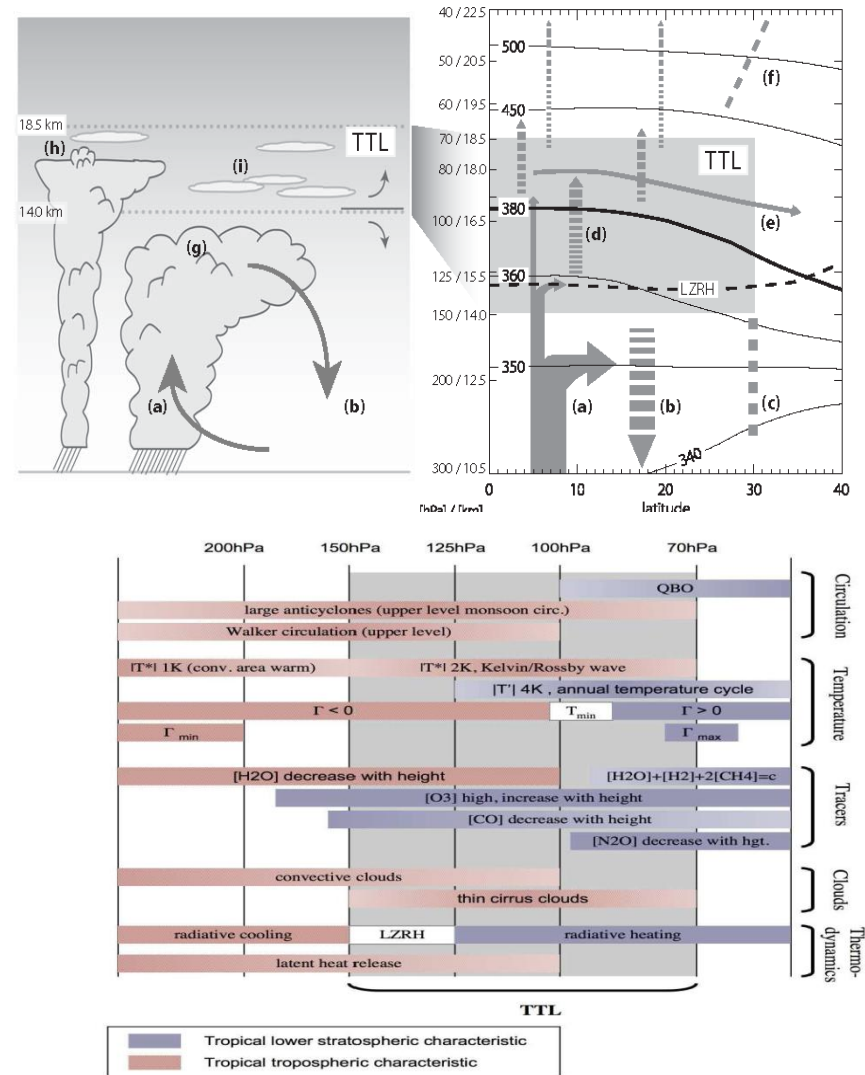 18.5 km
(h)
(i)
TTL
14.0 km
(g)
(a)
(b)
40 / 22.5
50 / 20.5
60 / 19.5
70 / 18.5
80 / 18.0
100 / 16.5
125 / 15.5
150 / 14.0
200 / 12.5
300 / 10.5
500
450
380
360
350
340
(f)
TTL
(e)
(d)
LZRH
(a)
(b)
(c)
0 10 20 30 40
[hPa] / [km]
latitude
200hPa 150hPa 125hPa 100hPa 70hPa
QBO
large anticyclones (upper level monsoon circ.)
Walker circulation (upper level)
Circulation
|T*| 1K (conv. area warm) |T*| 2K, Kelvin/Rossby wave
|T'| 4K , annual temperature cycle
Γ < 0 Tmin Γ > 0
Γ min Γ max
Temperature
[H2O] decrease with height [H2O]+[H2]+2[CH4]=c
[O3] high, increase with height
[CO] decrease with height
[N2O] decrease with hgt.
Tracers
convective clouds
thin cirrus clouds
Clouds
radiative cooling LZRH radiative heating
latent heat release
Thermo-
dynamics
TTL
Tropical lower stratospheric characteristic
Tropical tropospheric characteristic